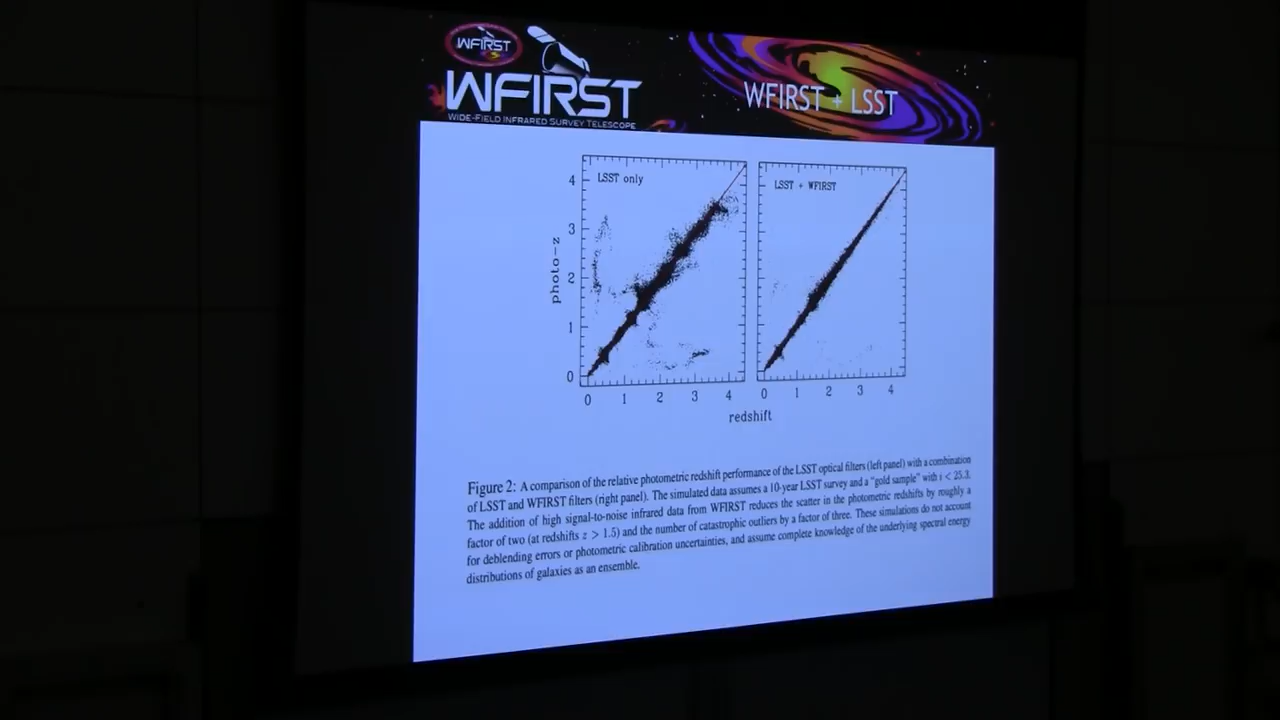 WFIRST
WFIRST
WIDE-FIELD INFRARED SURVEY TELESCOPE
WFIRST + LSST
LSST only
LSST + WFIRST
photo-z
4
3
2
1
0
0 1 2 3 4
0 1 2 3 4
redshift
Figure 2: A comparison of the relative photometric redshift performance of the LSST optical filters (left panel) with a combination
of LSST and WFIRST filters (right panel). The simulated data assumes a 10-year LSST survey and a "gold sample" with i < 25.3.
The addition of high signal-to-noise infrared data from WFIRST reduces the scatter in the photometric redshifts by roughly a
factor of two (at redshifts z > 1.5) and the number of catastrophic outliers by a factor of three. These simulations do not account
for deblending errors or photometric calibration uncertainties, and assume complete knowledge of the underlying spectral energy
distributions of galaxies as an ensemble.